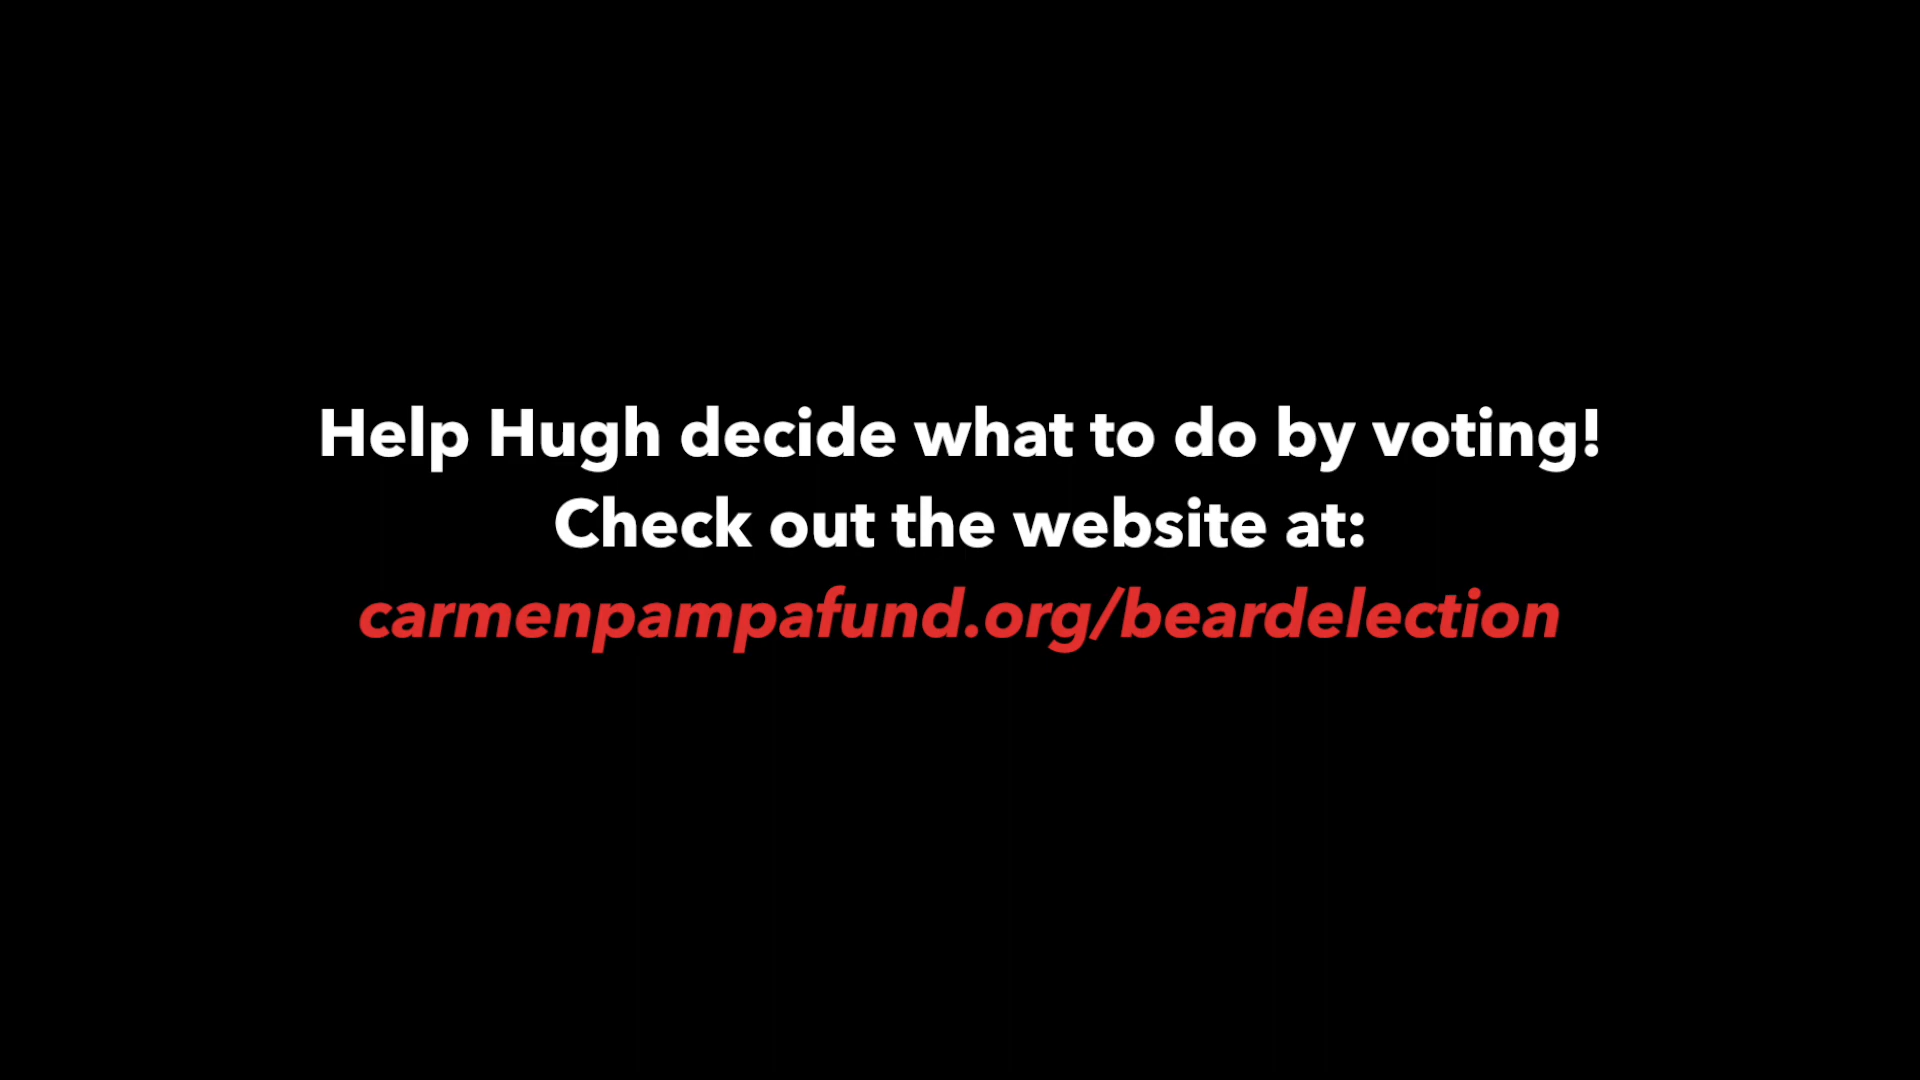 Help Hugh decide what to do by voting!
Check out the website at:
carmenpampafund.org/beardelection